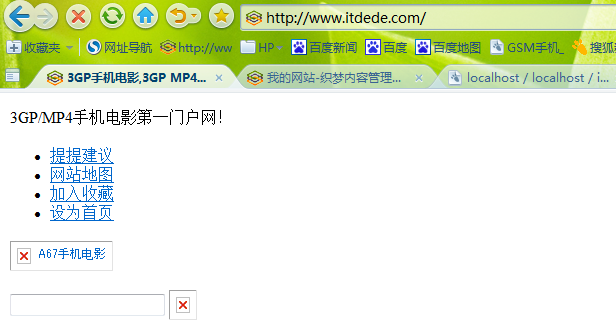 http://www.itdede.com/
收藏夹 网址导航 http://ww HP 百度新闻 百度 百度地图 GSM手机_ 搜狐
3GP手机电影,3GP MP4... 我的网站-织梦内容管理... localhost / localhost / i...
3GP/MP4手机电影第一门户网!
提提建议
网站地图
加入收藏
设为首页
A67手机电影